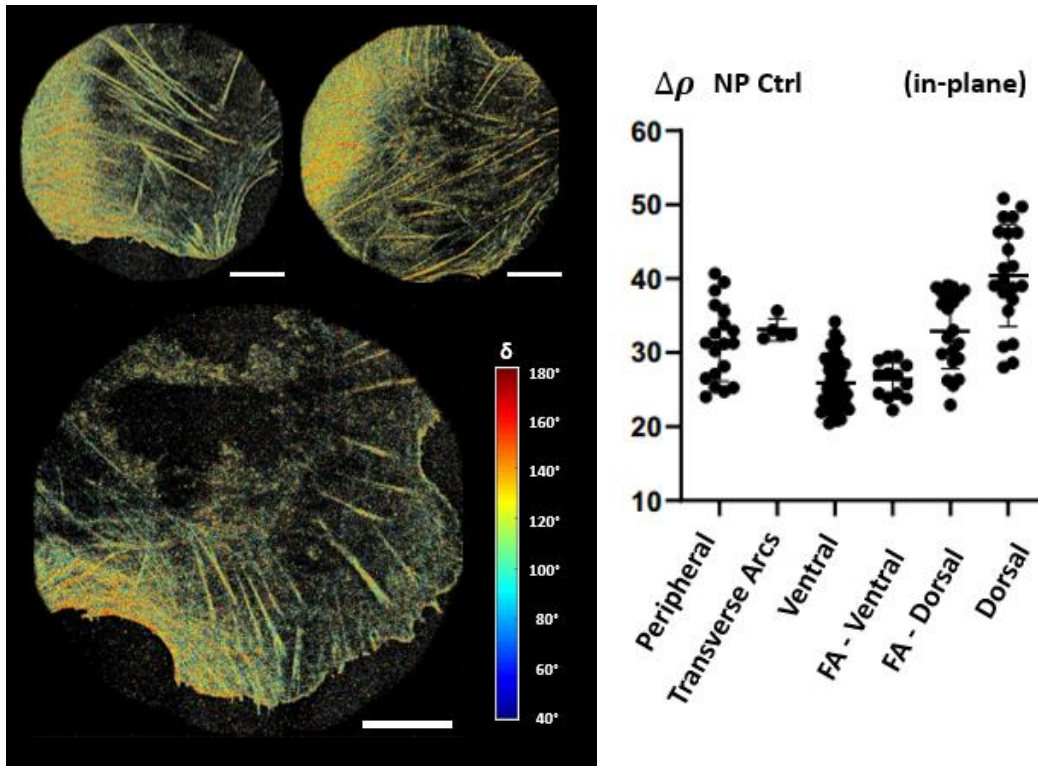 δ
180°
160°
140°
120°
100°
80°
60°
40°
Δρ NP Ctrl (in-plane)
60
50
40
30
20
10
Peripheral
Transverse Arcs
Ventral
FA - Ventral
FA - Dorsal
Dorsal